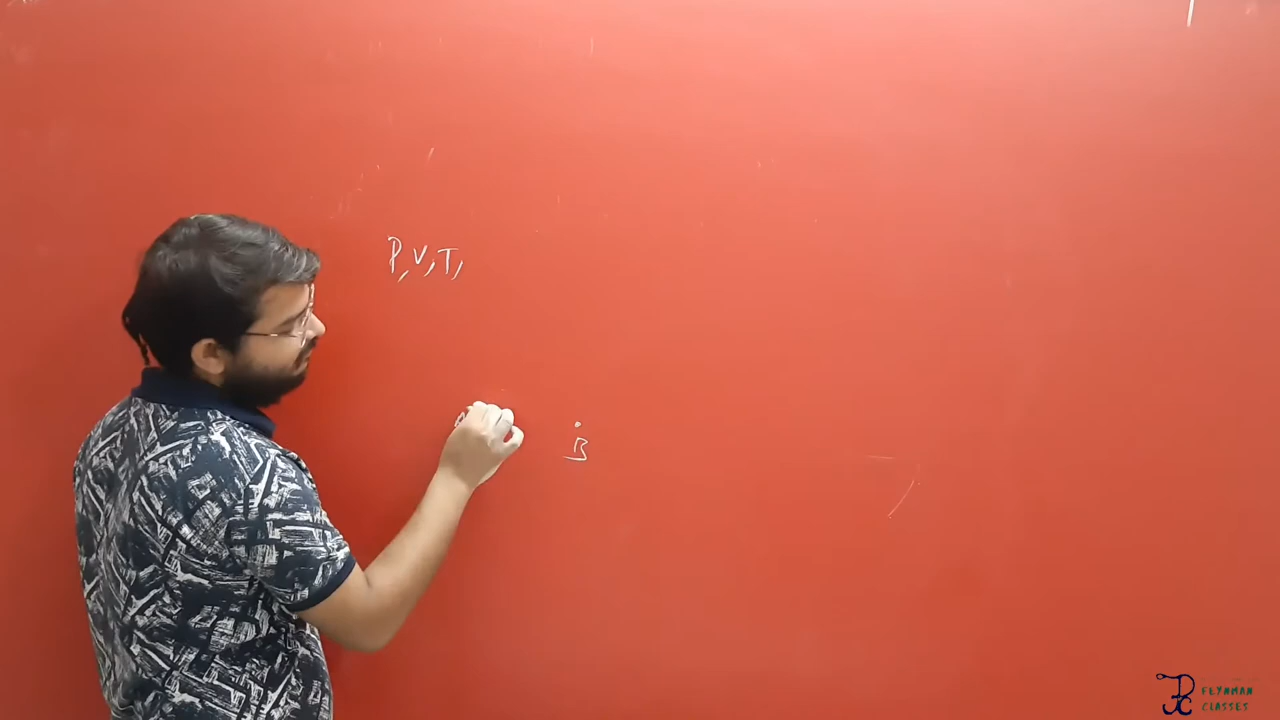 P, V, T,
B
FEYNMAN
CLASSES